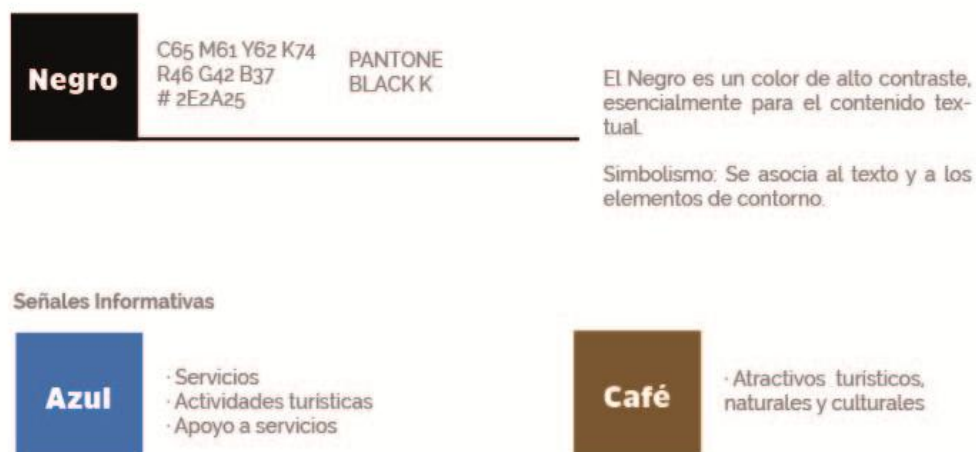 Negro
C65 M61 Y62 K74
R46 G42 B37
# 2E2A25
PANTONE
BLACK K
El Negro es un color de alto contraste,
esencialmente para el contenido tex-
tual.
Simbolismo: Se asocia al texto y a los
elementos de contorno.
Señales Informativas
Azul
· Servicios
· Actividades turísticas
· Apoyo a servicios
Café
· Atractivos turísticos,
naturales y culturales